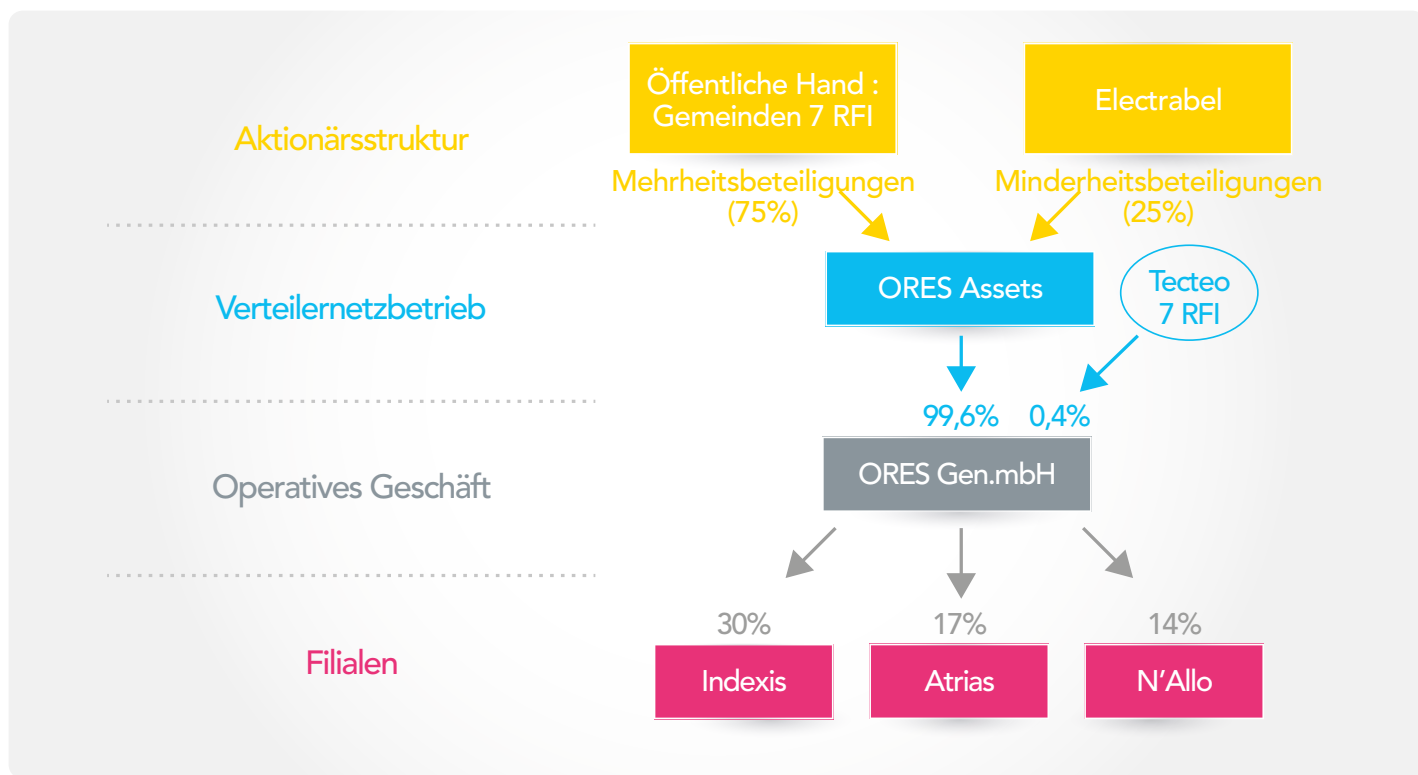 Öffentliche Hand :
Gemeinden 7 RFI
Electrabel
Aktionärsstruktur
Mehrheitsbeteiligungen
(75%)
Minderheitsbeteiligungen
(25%)
Verteilernetzbetrieb
ORES Assets
Tecteo
7 RFI
99,6%
0,4%
Operatives Geschäft
ORES Gen.mbH
30%
17%
14%
Filialen
Indexis
Atrias
N’Allo